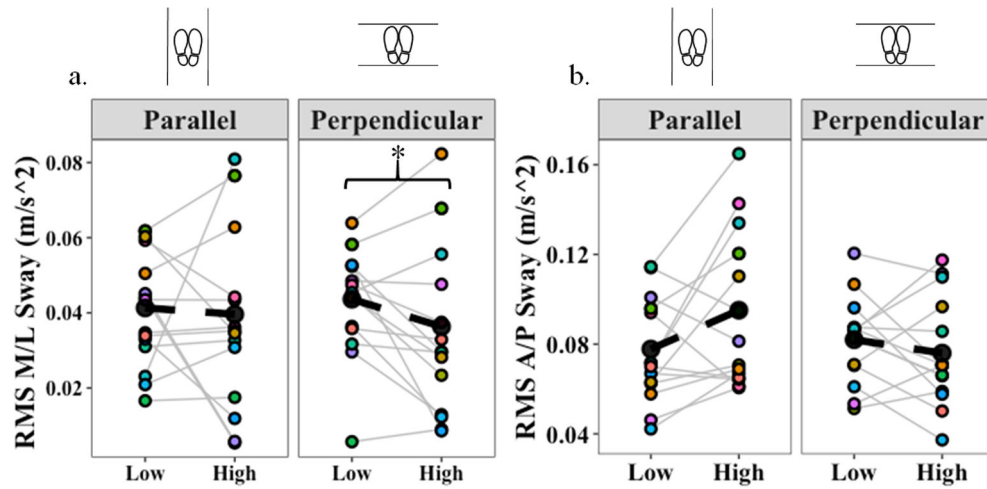 a.
b.
Parallel
Perpendicular
Parallel
Perpendicular
RMS M/L Sway (m/s^2)
0.08
0.06
0.04
0.02
*
Low
High
Low
High
RMS A/P Sway (m/s^2)
0.16
0.12
0.08
0.04
Low
High
Low
High